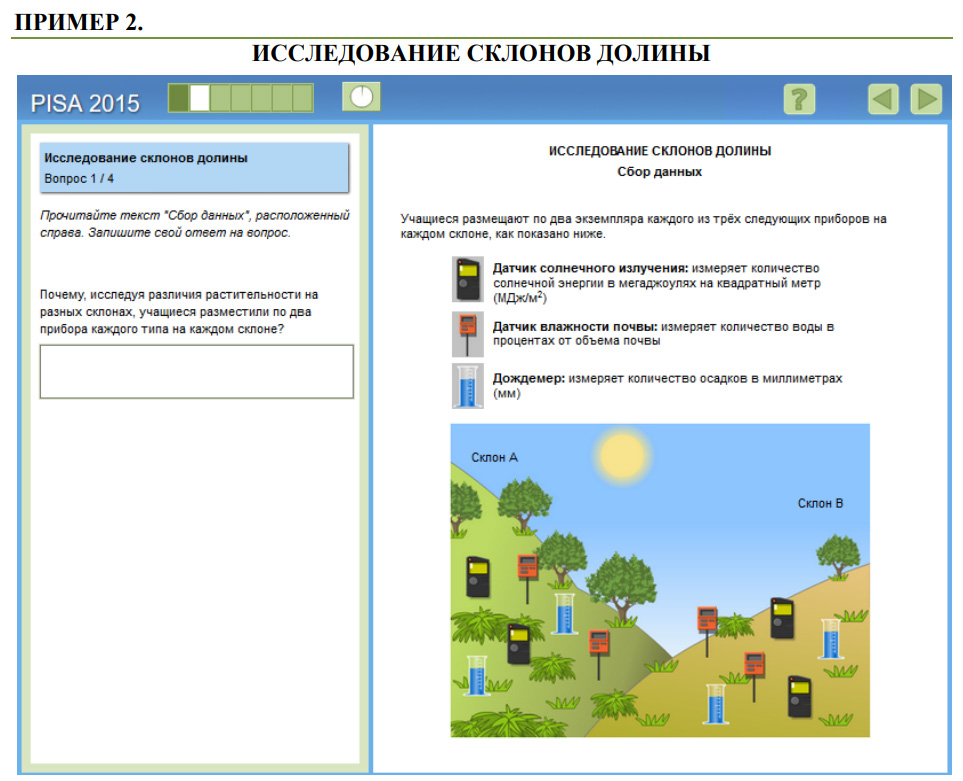 ПРИМЕР 2.
ИССЛЕДОВАНИЕ СКЛОНОВ ДОЛИНЫ
PISA 2015
?
Исследование склонов долины
Вопрос 1 / 4
Прочитайте текст "Сбор данных", расположенный
справа. Запишите свой ответ на вопрос.
Почему, исследуя различия растительности на
разных склонах, учащиеся разместили по два
прибора каждого типа на каждом склоне?
ИССЛЕДОВАНИЕ СКЛОНОВ ДОЛИНЫ
Сбор данных
Учащиеся размещают по два экземпляра каждого из трёх следующих приборов на
каждом склоне, как показано ниже.
Датчик солнечного излучения: измеряет количество
солнечной энергии в мегаджоулях на квадратный метр
(МДж/м²)
Датчик влажности почвы: измеряет количество воды в
процентах от объема почвы
Дождемер: измеряет количество осадков в миллиметрах
(мм)
Склон А
Склон В